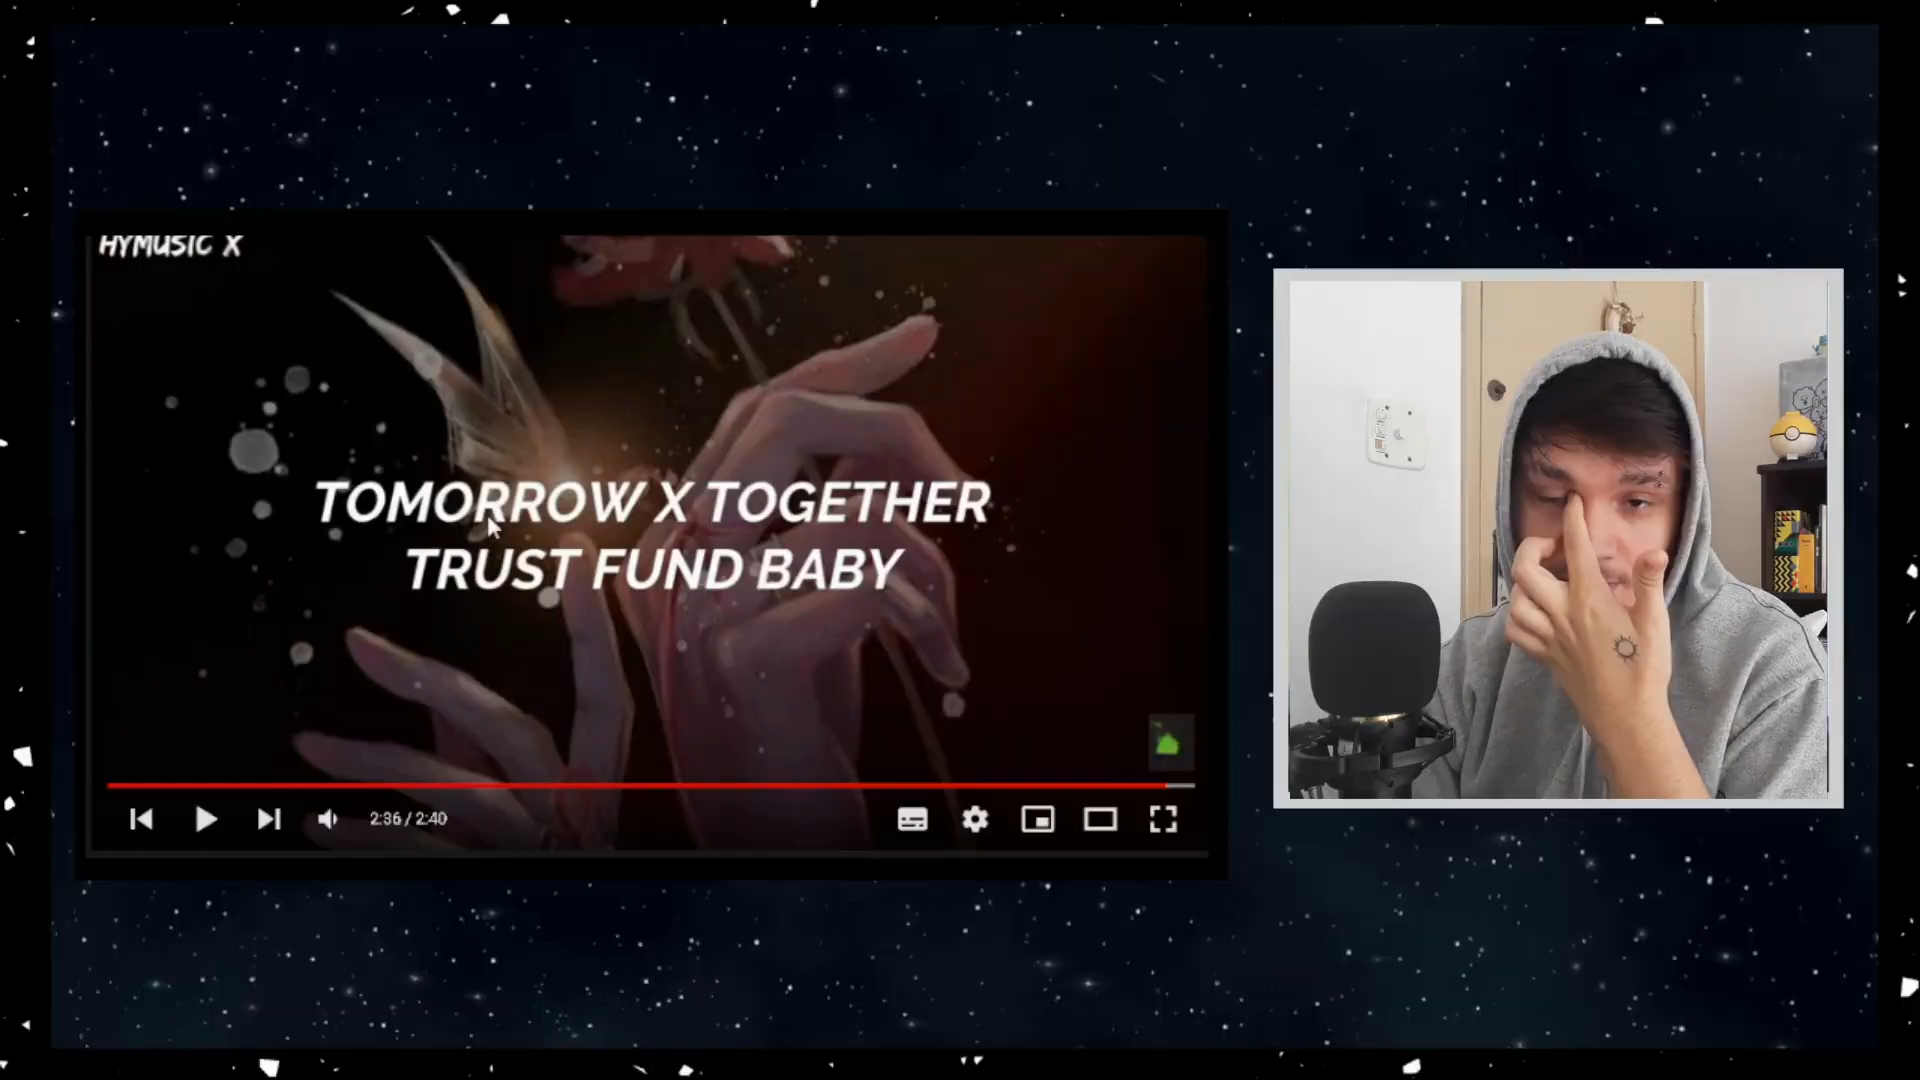 HYMUSIC X
TOMORROW X TOGETHER
TRUST FUND BABY
2:36 / 2:40